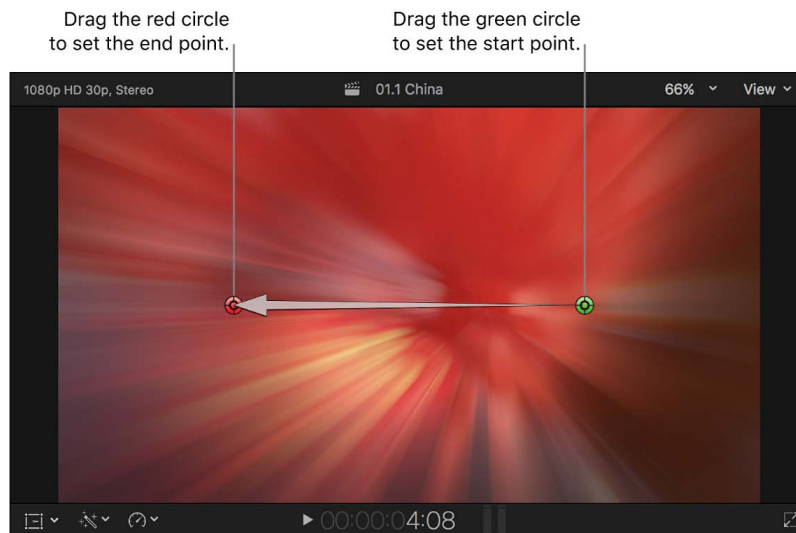 Drag the red circle
to set the end point.
Drag the green circle
to set the start point.
1080p HD 30p, Stereo
01.1 China
66%
View
00:00:04:08